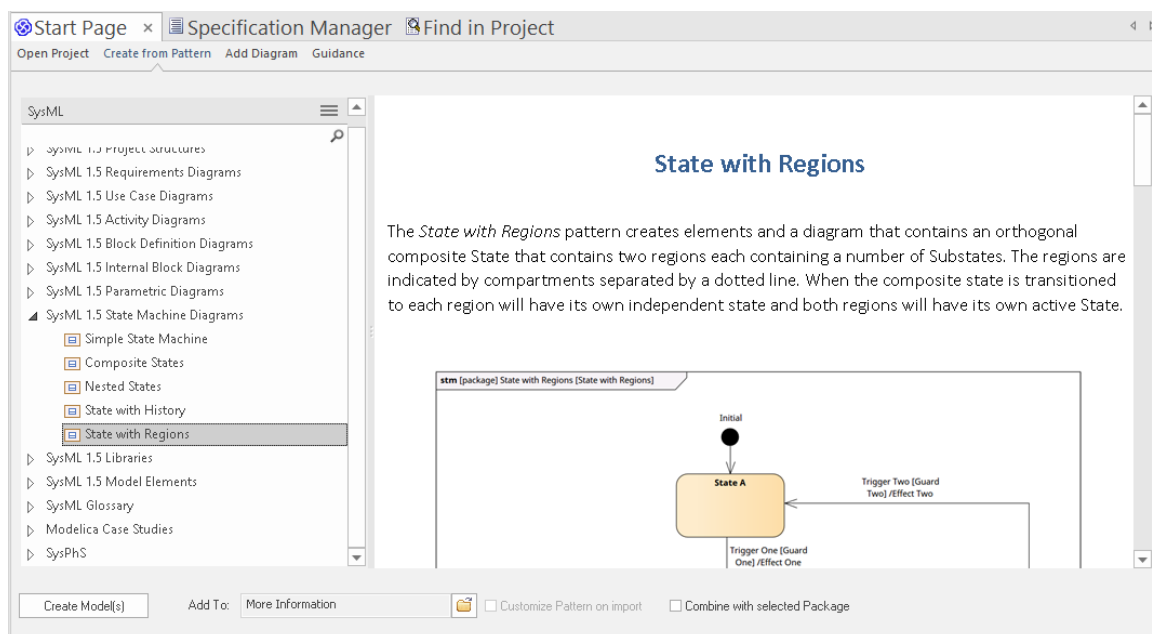 Start Page × Specification Manager Find in Project
Open Project Create from Pattern Add Diagram Guidance
SysML
SysML 1.5 Project Structures
SysML 1.5 Requirements Diagrams
SysML 1.5 Use Case Diagrams
SysML 1.5 Activity Diagrams
SysML 1.5 Block Definition Diagrams
SysML 1.5 Internal Block Diagrams
SysML 1.5 Parametric Diagrams
SysML 1.5 State Machine Diagrams
Simple State Machine
Composite States
Nested States
State with History
State with Regions
SysML 1.5 Libraries
SysML 1.5 Model Elements
SysML Glossary
Modelica Case Studies
SysPhS
State with Regions
The State with Regions pattern creates elements and a diagram that contains an orthogonal
composite State that contains two regions each containing a number of Substates. The regions are
indicated by compartments separated by a dotted line. When the composite state is transitioned
to each region will have its own independent state and both regions will have its own active State.
stm [package] State with Regions [State with Regions]
Initial
State A
Trigger Two [Guard
Two] /Effect Two
Trigger One [Guard
One] /Effect One
Create Model(s) Add To: More Information Customize Pattern on import Combine with selected Package